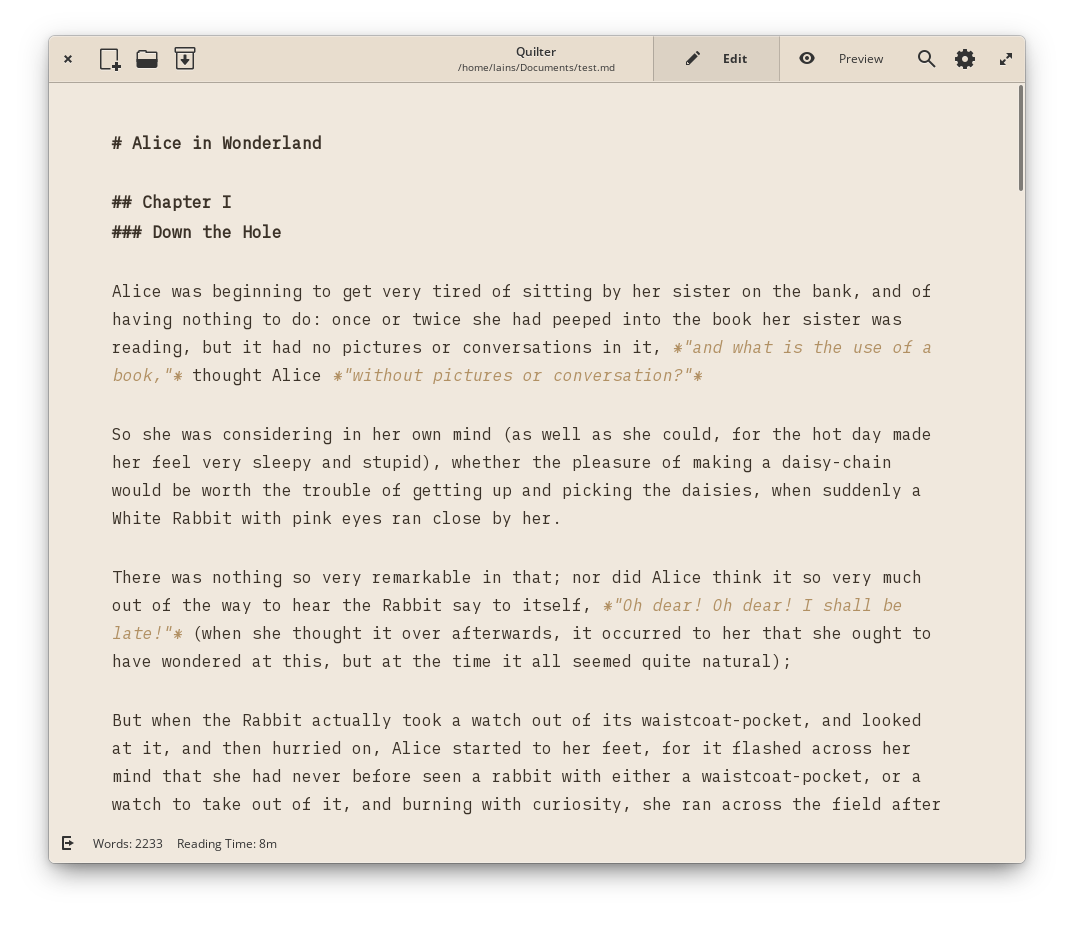 Quilter
/home/lains/Documents/test.md
Edit
Preview
# Alice in Wonderland
## Chapter I
### Down the Hole
Alice was beginning to get very tired of sitting by her sister on the bank, and of
having nothing to do: once or twice she had peeped into the book her sister was
reading, but it had no pictures or conversations in it, *"and what is the use of a
book,"* thought Alice *"without pictures or conversation?"*
So she was considering in her own mind (as well as she could, for the hot day made
her feel very sleepy and stupid), whether the pleasure of making a daisy-chain
would be worth the trouble of getting up and picking the daisies, when suddenly a
White Rabbit with pink eyes ran close by her.
There was nothing so very remarkable in that; nor did Alice think it so very much
out of the way to hear the Rabbit say to itself, *"Oh dear! Oh dear! I shall be
late!"* (when she thought it over afterwards, it occurred to her that she ought to
have wondered at this, but at the time it all seemed quite natural);
But when the Rabbit actually took a watch out of its waistcoat-pocket, and looked
at it, and then hurried on, Alice started to her feet, for it flashed across her
mind that she had never before seen a rabbit with either a waistcoat-pocket, or a
watch to take out of it, and burning with curiosity, she ran across the field after
Words: 2233 Reading Time: 8m